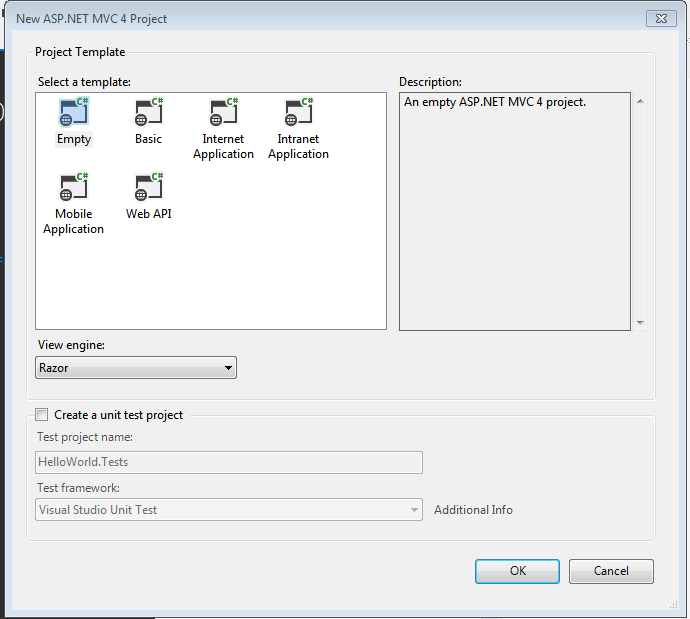 New ASP.NET MVC 4 Project
Project Template
Select a template:
Description:
C#
C#
C#
C#
Empty
Basic
Internet
Application
Intranet
Application
C#
C#
Mobile
Application
Web API
An empty ASP.NET MVC 4 project.
View engine:
Razor
Create a unit test project
Test project name:
HelloWorld.Tests
Test framework:
Visual Studio Unit Test
Additional Info
OK
Cancel